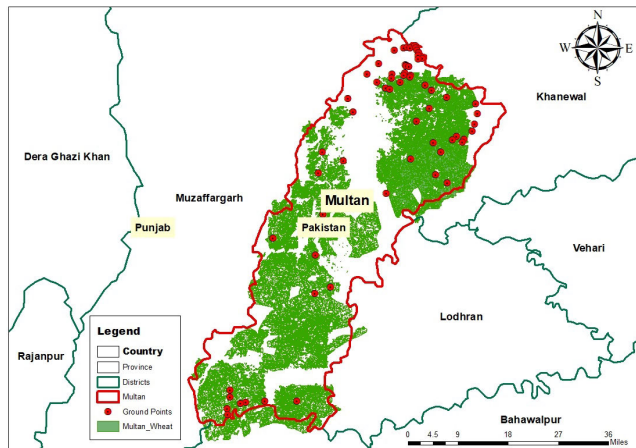 N
W E
S
Khanewal
Dera Ghazi Khan
Muzaffargarh
Multan
Punjab
Pakistan
Vehari
Lodhran
Rajanpur
Bahawalpur
Legend
Country
Province
Districts
Multan
Ground Points
Multan_Wheat
0 4.5 9 18 27 36
Miles